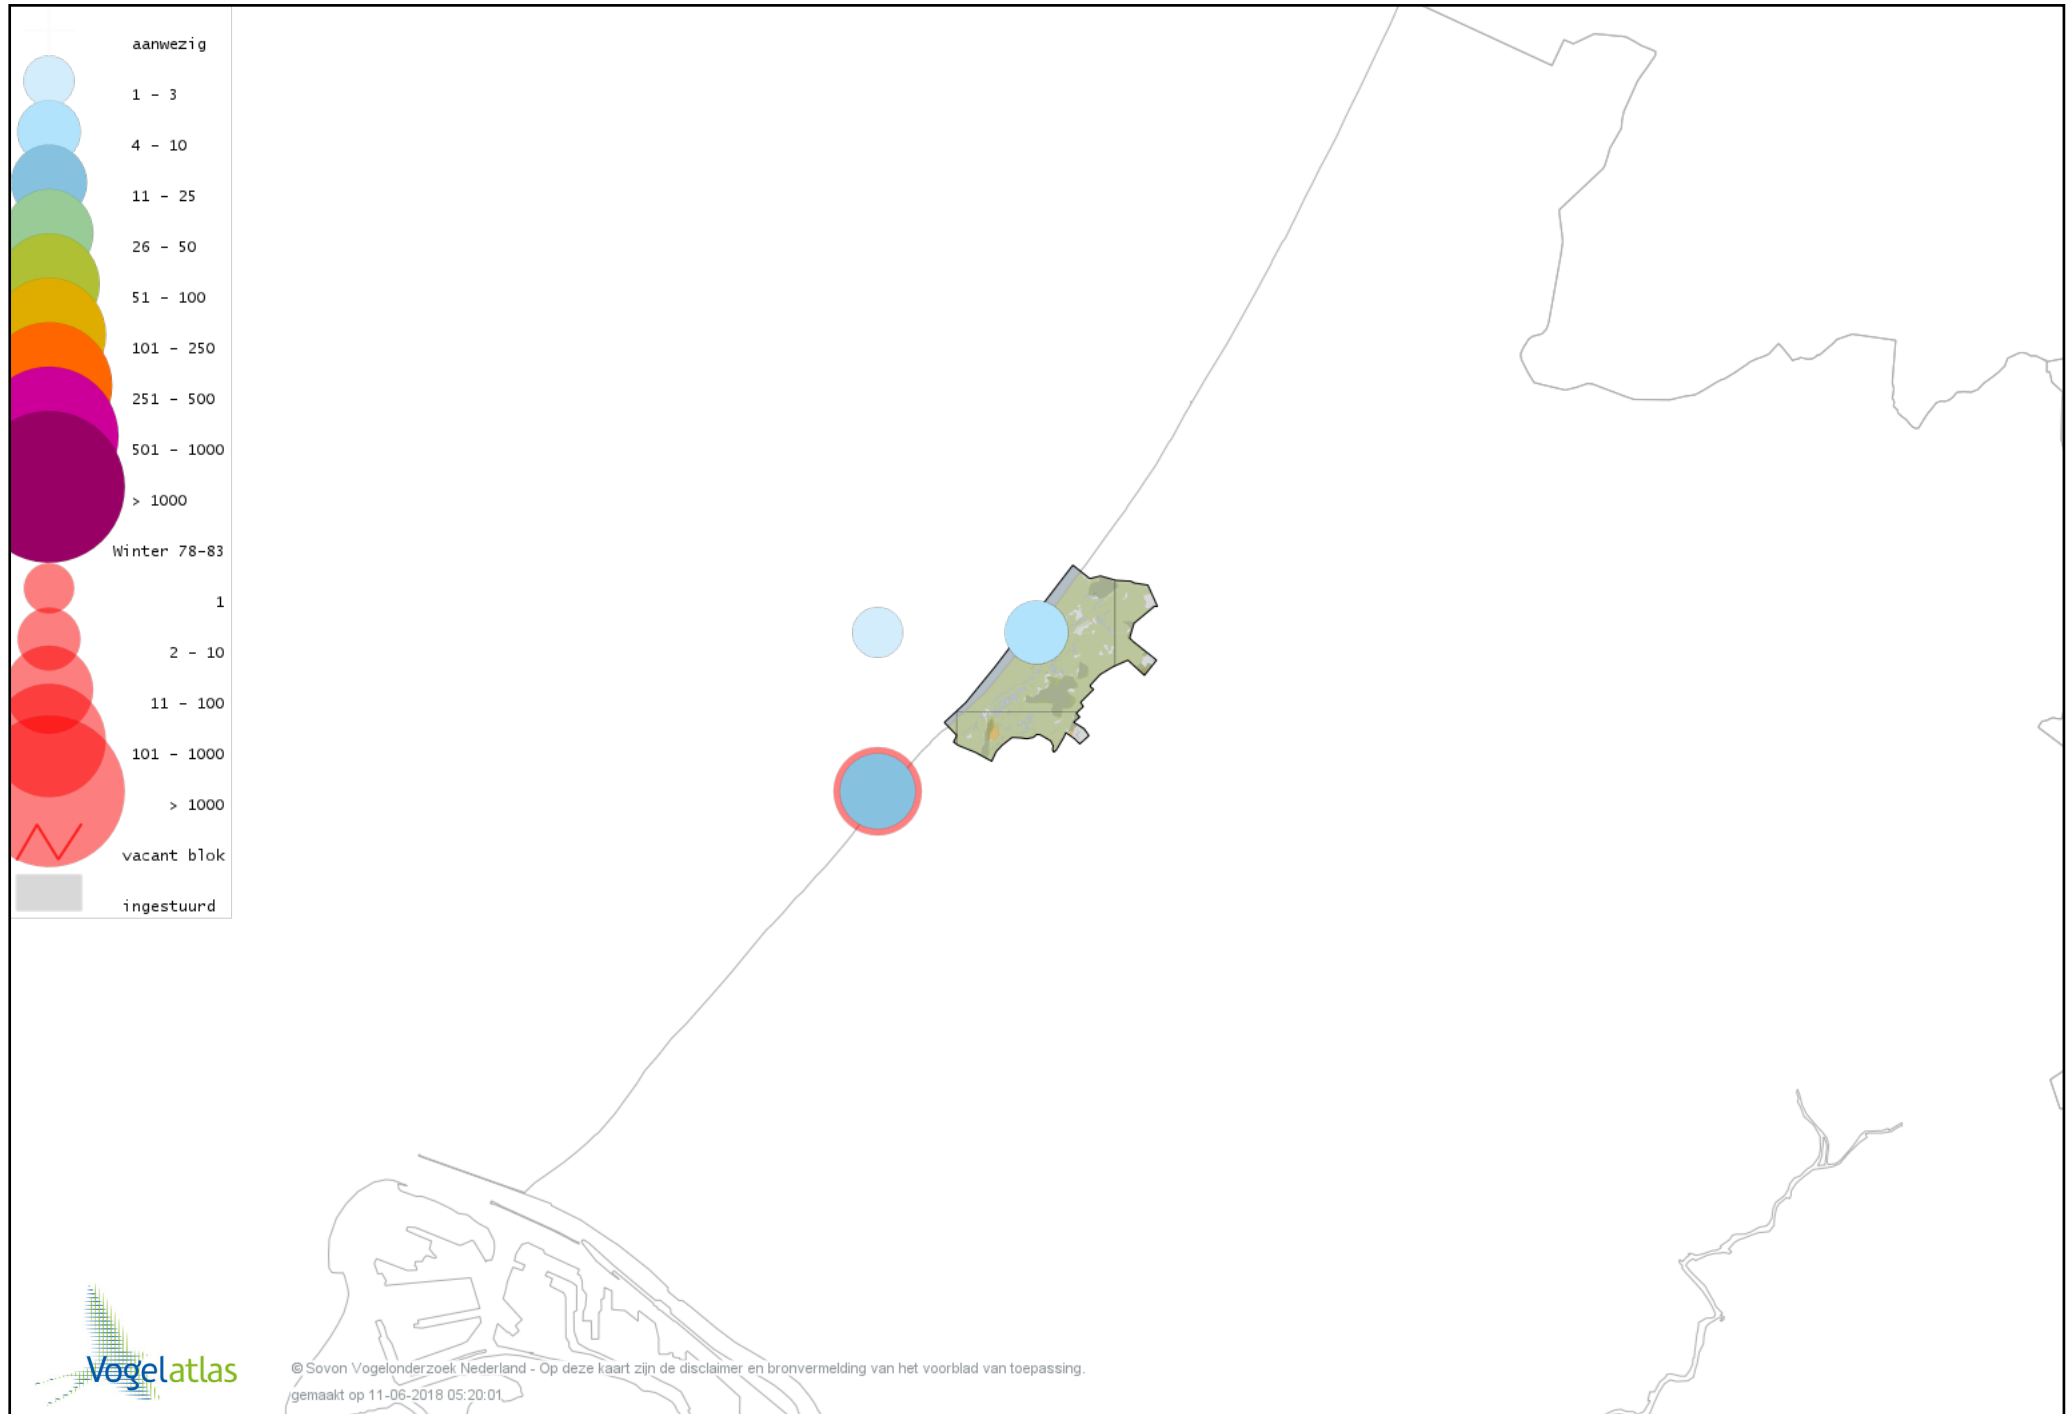 aanwezig
1 - 3
4 - 10
11 - 25
26 - 50
51 - 100
101 - 250
251 - 500
501 - 1000
> 1000
Winter 78-83
1
2 - 10
11 - 100
101 - 1000
> 1000
vacant blok
ingestuurd
Vogelatlas
© Sovon Vogelonderzoek Nederland - Op deze kaart zijn de disclaimer en bronvermelding van het voorblad van toepassing.
gemaakt op 11-06-2018 05:20:01